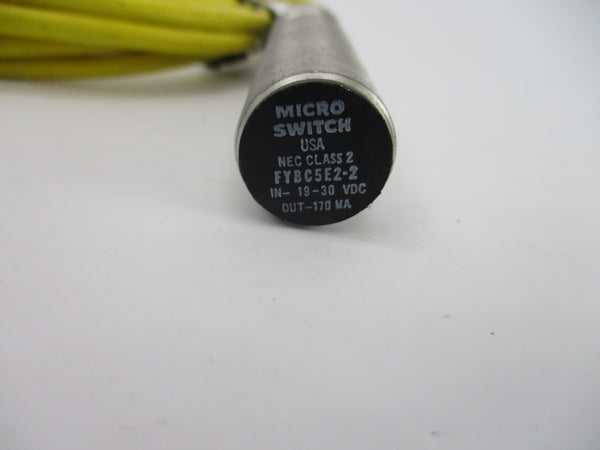 MICRO
SWITCH
USA
NEC CLASS 2
FYBC5E2-2
IN- 19-30 VDC
OUT-170 MA